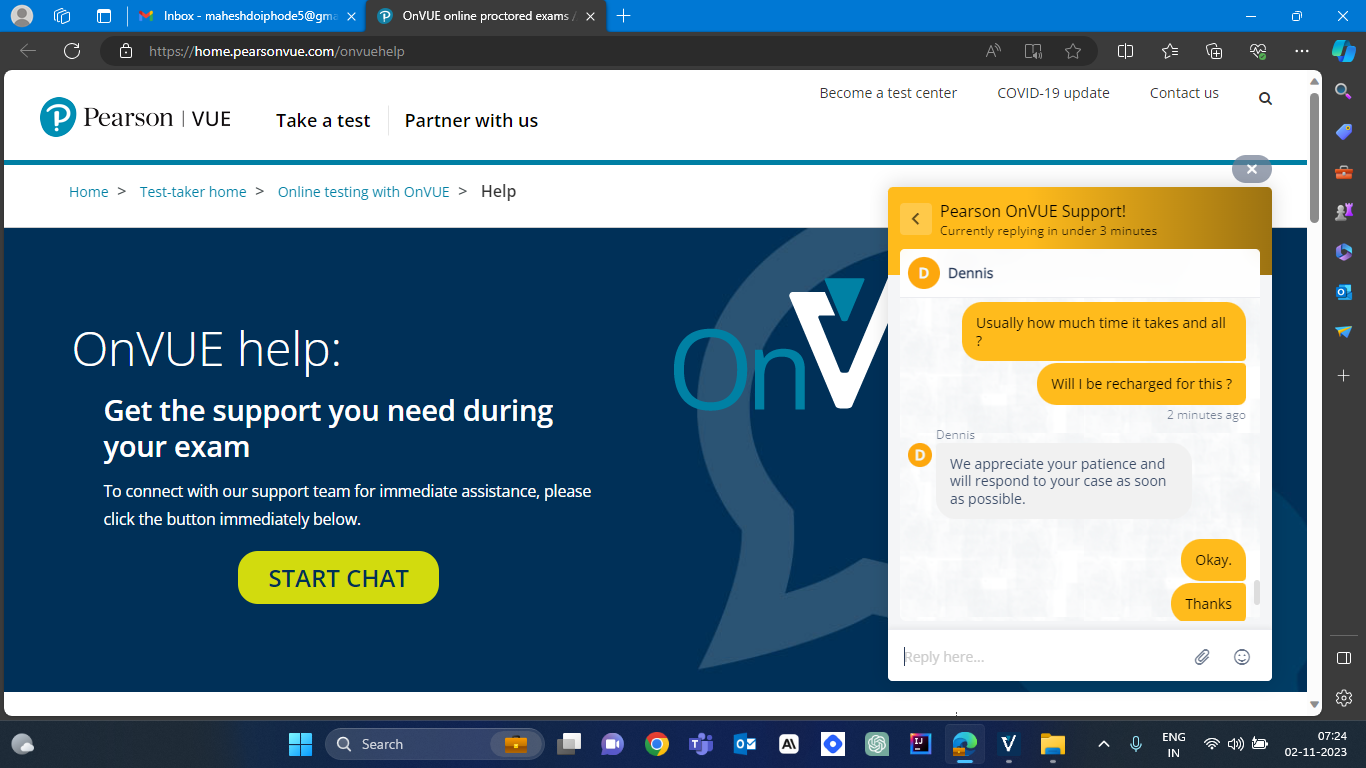 Inbox - maheshdoiphode5@gma
OnVUE online proctored exams /
https://home.pearsonvue.com/onvuehelp
Become a test center
COVID-19 update
Contact us
Pearson | VUE
Take a test
Partner with us
Home > Test-taker home > Online testing with OnVUE > Help
OnVUE help:
Get the support you need during
your exam
To connect with our support team for immediate assistance, please
click the button immediately below.
START CHAT
OnV
Pearson OnVUE Support!
Currently replying in under 3 minutes
D
Dennis
Usually how much time it takes and all
?
Will I be recharged for this ?
2 minutes ago
Dennis
D
We appreciate your patience and
will respond to your case as soon
as possible.
Okay.
Thanks
Reply here...
Search
ENG
IN
07:24
02-11-2023